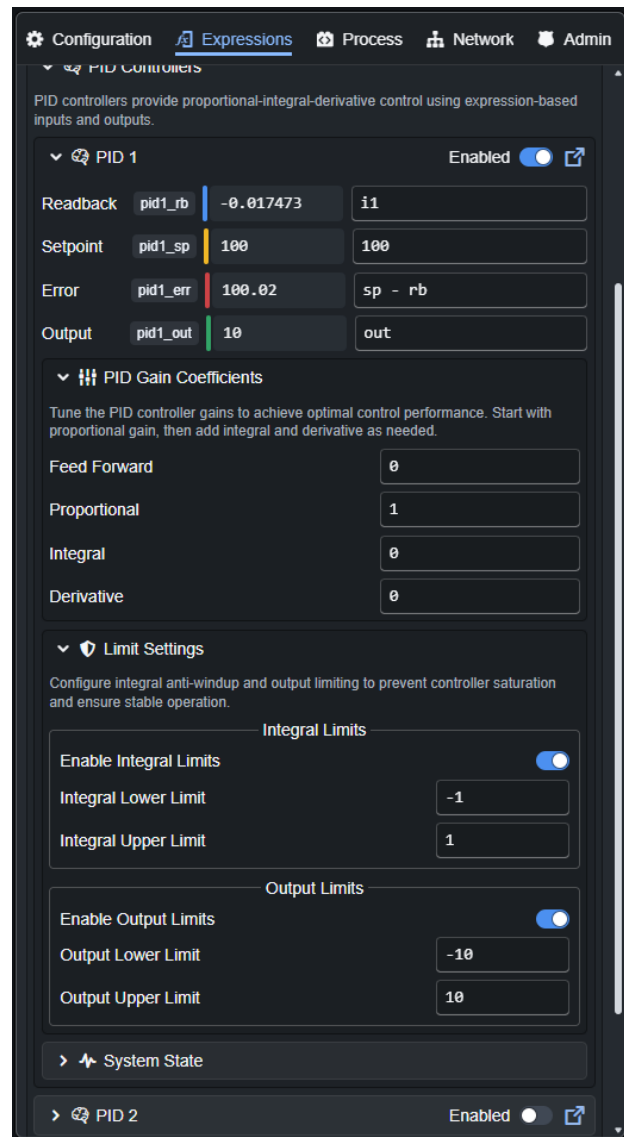 Configuration Expressions Process Network Admin
PID Controllers
PID controllers provide proportional-integral-derivative control using expression-based
inputs and outputs.
PID 1 Enabled
Readback pid1_rb -0.017473 i1
Setpoint pid1_sp 100 100
Error pid1_err 100.02 sp - rb
Output pid1_out 10 out
PID Gain Coefficients
Tune the PID controller gains to achieve optimal control performance. Start with
proportional gain, then add integral and derivative as needed.
Feed Forward 0
Proportional 1
Integral 0
Derivative 0
Limit Settings
Configure integral anti-windup and output limiting to prevent controller saturation
and ensure stable operation.
Integral Limits
Enable Integral Limits
Integral Lower Limit -1
Integral Upper Limit 1
Output Limits
Enable Output Limits
Output Lower Limit -10
Output Upper Limit 10
System State
PID 2 Enabled